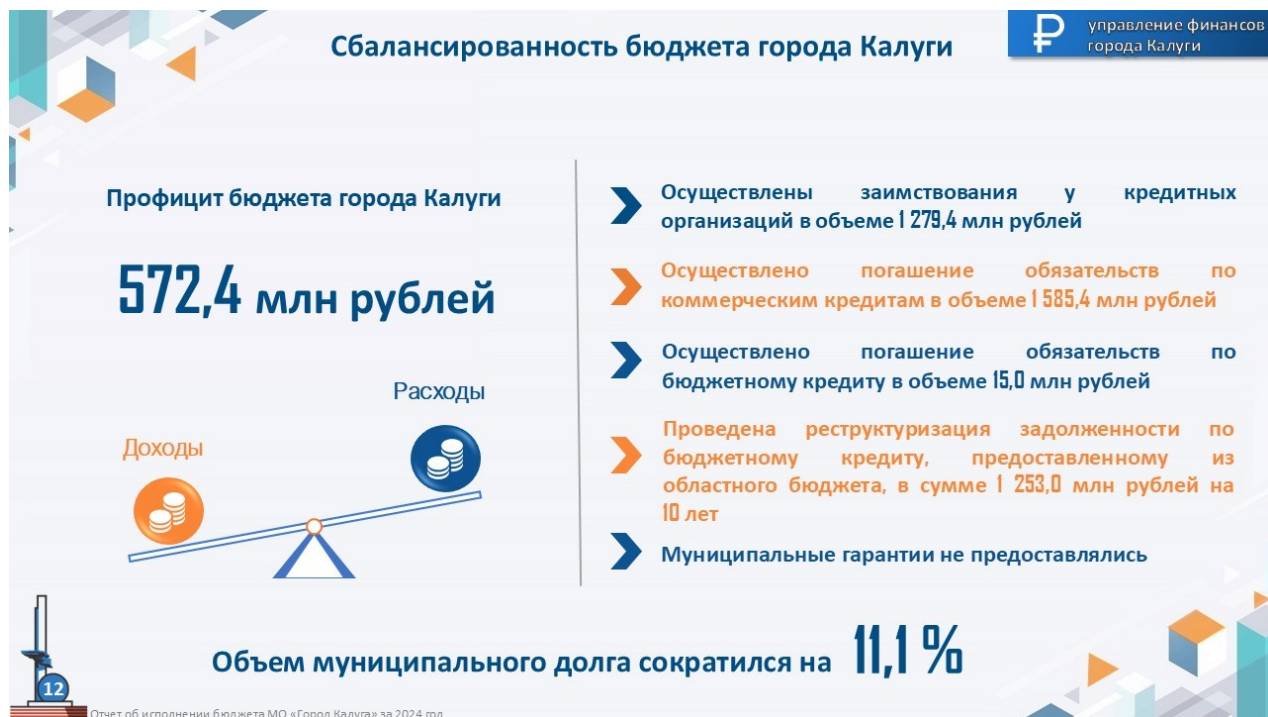 Сбалансированность бюджета города Калуги
управление финансов
города Калуги
Профицит бюджета города Калуги
572,4 млн рублей
Расходы
Доходы
Осуществлены заимствования у кредитных
организаций в объеме 1 279,4 млн рублей
Осуществлено погашение обязательств по
коммерческим кредитам в объеме 1 585,4 млн рублей
Осуществлено погашение обязательств по
бюджетному кредиту в объеме 15,0 млн рублей
Проведена реструктуризация задолженности по
бюджетному кредиту, предоставленному из
областного бюджета, в сумме 1 253,0 млн рублей на
10 лет
Муниципальные гарантии не предоставлялись
Объем муниципального долга сократился на 11,1 %
12
Отчет об исполнении бюджета МО «Город Калуга» за 2024 год